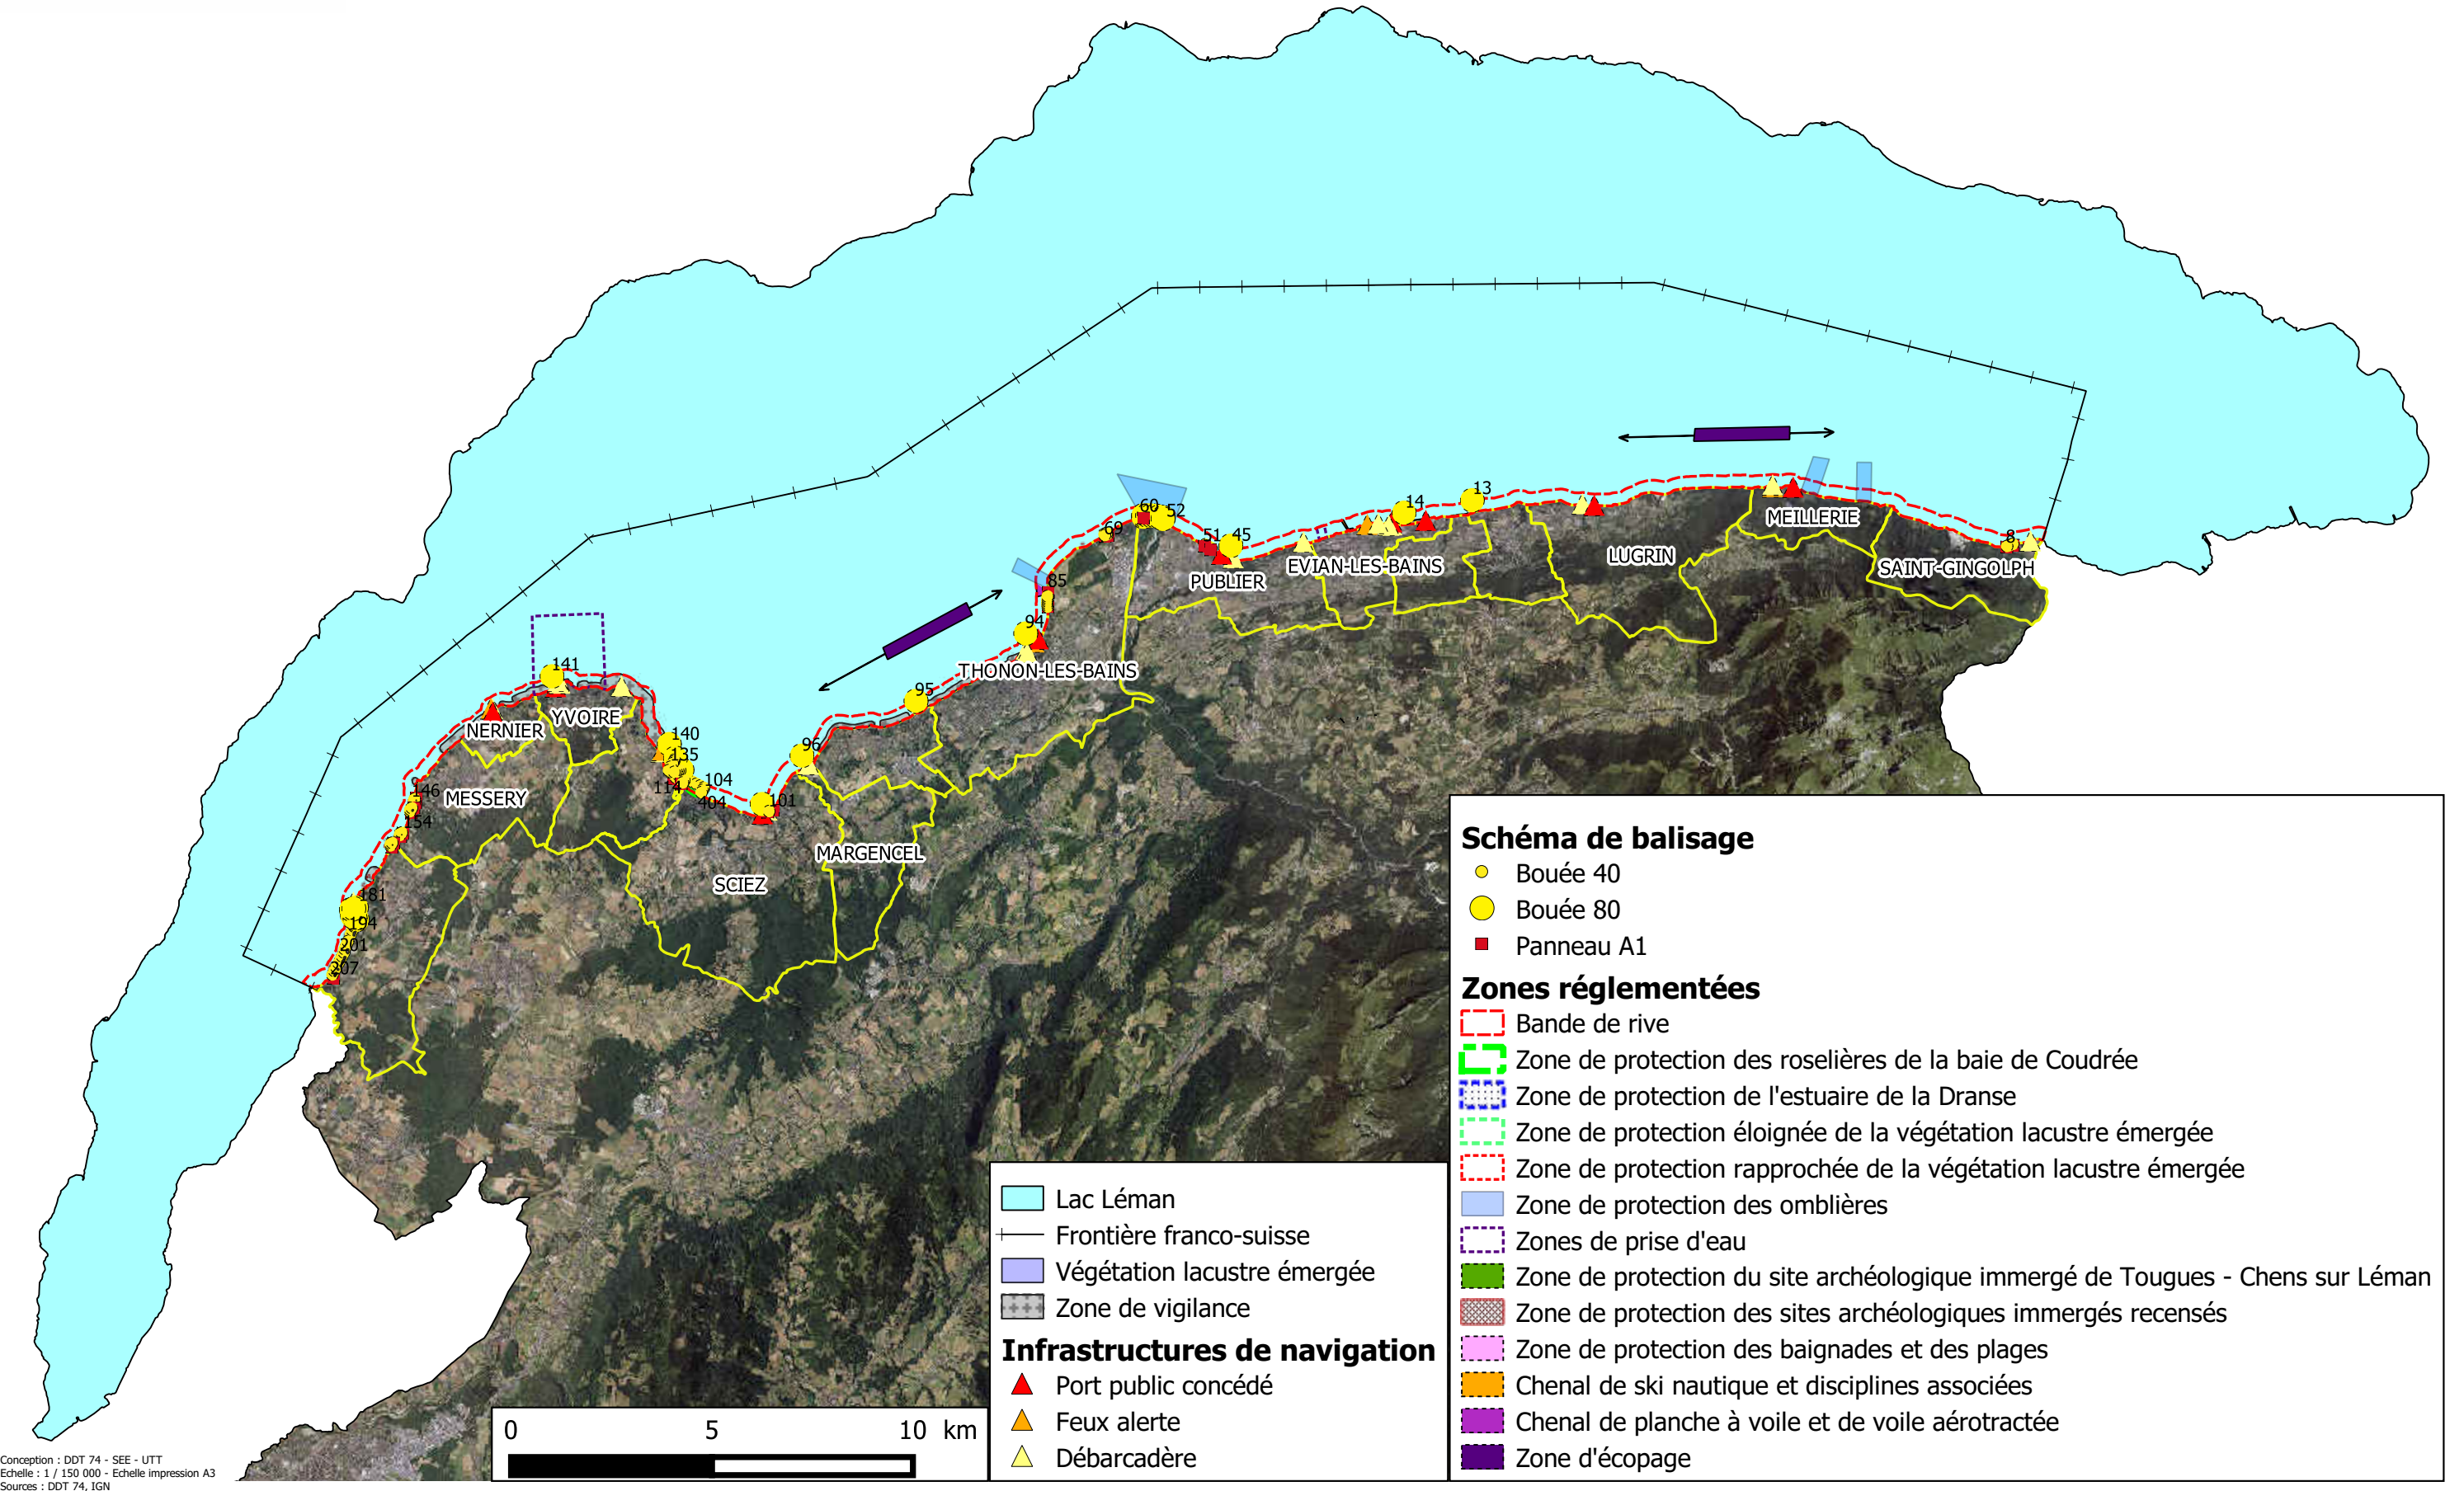 13
14
60
52
8
69
51
45
MEILLERIE
LUGRIN
EVIAN-LES-BAINS
SAINT-GINGOLPH
PUBLIER
85
94
141
THONON-LES-BAINS
95
YVOIRE
NERNIER
140
96
135
104
114
404
101
146
MESSERY
154
MARGENCEL
SCIEZ
181
194
201
207
Schéma de balisage
Bouée 40
Bouée 80
Panneau A1
Zones réglementées
Bande de rive
Zone de protection des roselières de la baie de Coudrée
Zone de protection de l'estuaire de la Dranse
Zone de protection éloignée de la végétation lacustre émergée
Zone de protection rapprochée de la végétation lacustre émergée
Zone de protection des omblières
Zones de prise d'eau
Zone de protection du site archéologique immergé de Tougues - Chens sur Léman
Zone de protection des sites archéologiques immergés recensés
Zone de protection des baignades et des plages
Chenal de ski nautique et disciplines associées
Chenal de planche à voile et de voile aérotractée
Zone d'écopage
Lac Léman
Frontière franco-suisse
Végétation lacustre émergée
Zone de vigilance
Infrastructures de navigation
Port public concédé
Feux alerte
Débarcadère
0 5 10 km
Conception : DDT 74 - SEE - UTT
Echelle : 1 / 150 000 - Echelle impression A3
Sources : DDT 74, IGN